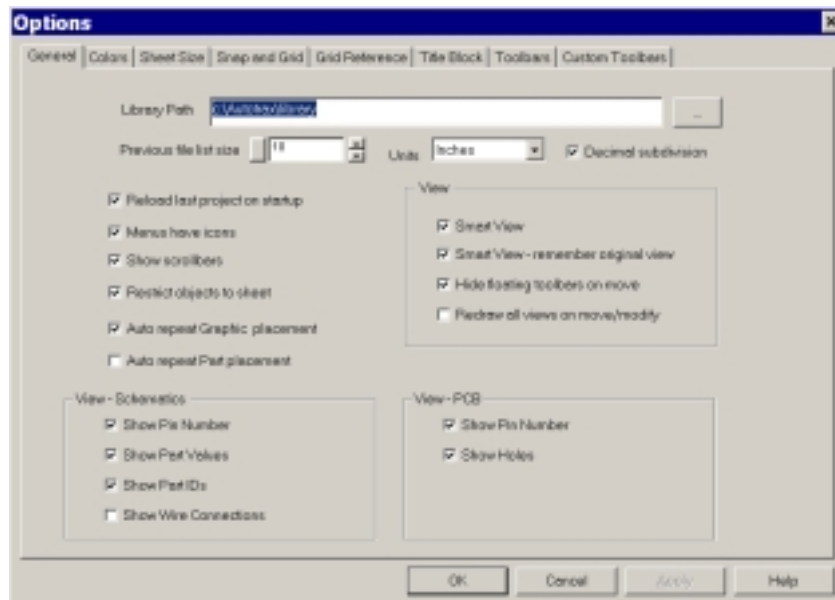 Options
General Colors Sheet Size Snap and Grid Grid Reference Title Block Toolbars Custom Toolbars
Library Path ...
Previous file list size 10 Units Inches Decimal subdivision
Reload last project on startup
Menus have icons
Show scrollbars
Restrict objects to sheet
Auto repeat Graphic placement
Auto repeat Part placement
View
Smart View
Smart View - remember original view
Hide floating toolbars on move
Redraw all views on move/modify
View - Schematics
Show Pin Number
Show Part Values
Show Part IDs
Show Wire Connections
View - PCB
Show Pin Number
Show Holes
OK Cancel Apply Help